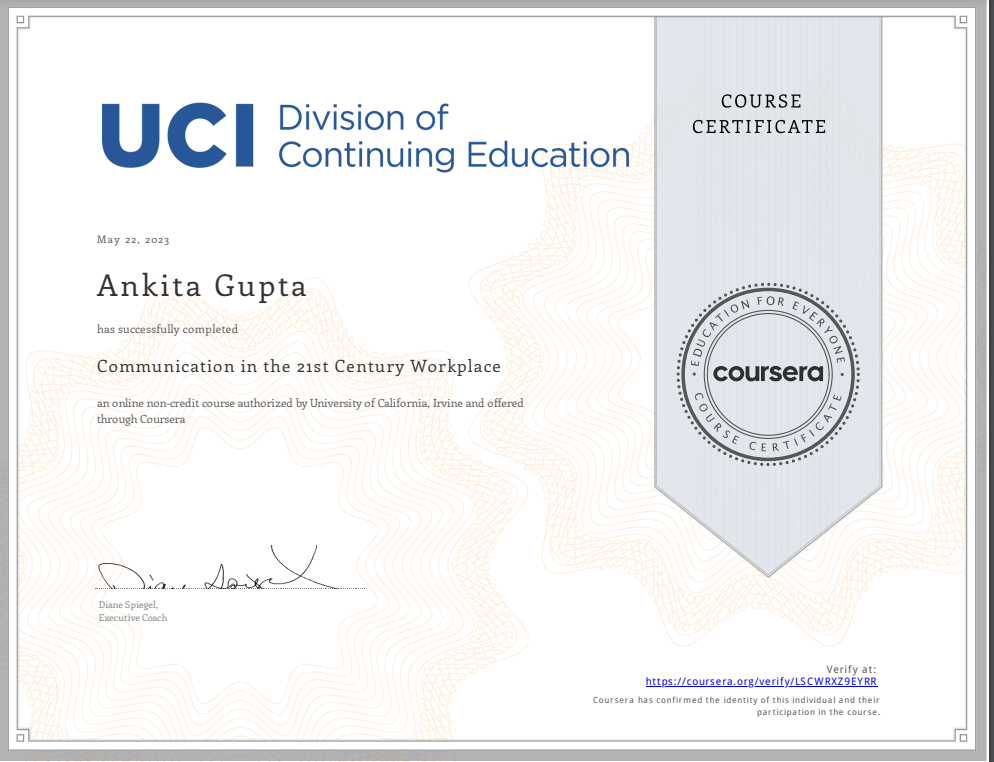 UCI
Division of
Continuing Education
COURSE
CERTIFICATE
May 22, 2023
Ankita Gupta
has successfully completed
Communication in the 21st Century Workplace
an online non-credit course authorized by University of California, Irvine and offered
through Coursera
EDUCATION FOR EVERYONE
coursera
COURSE CERTIFICATE
Diane Spiegel,
Executive Coach
Verify at:
https://coursera.org/verify/LSCWRXZ9EYRR
Coursera has confirmed the identity of this individual and their
participation in the course.